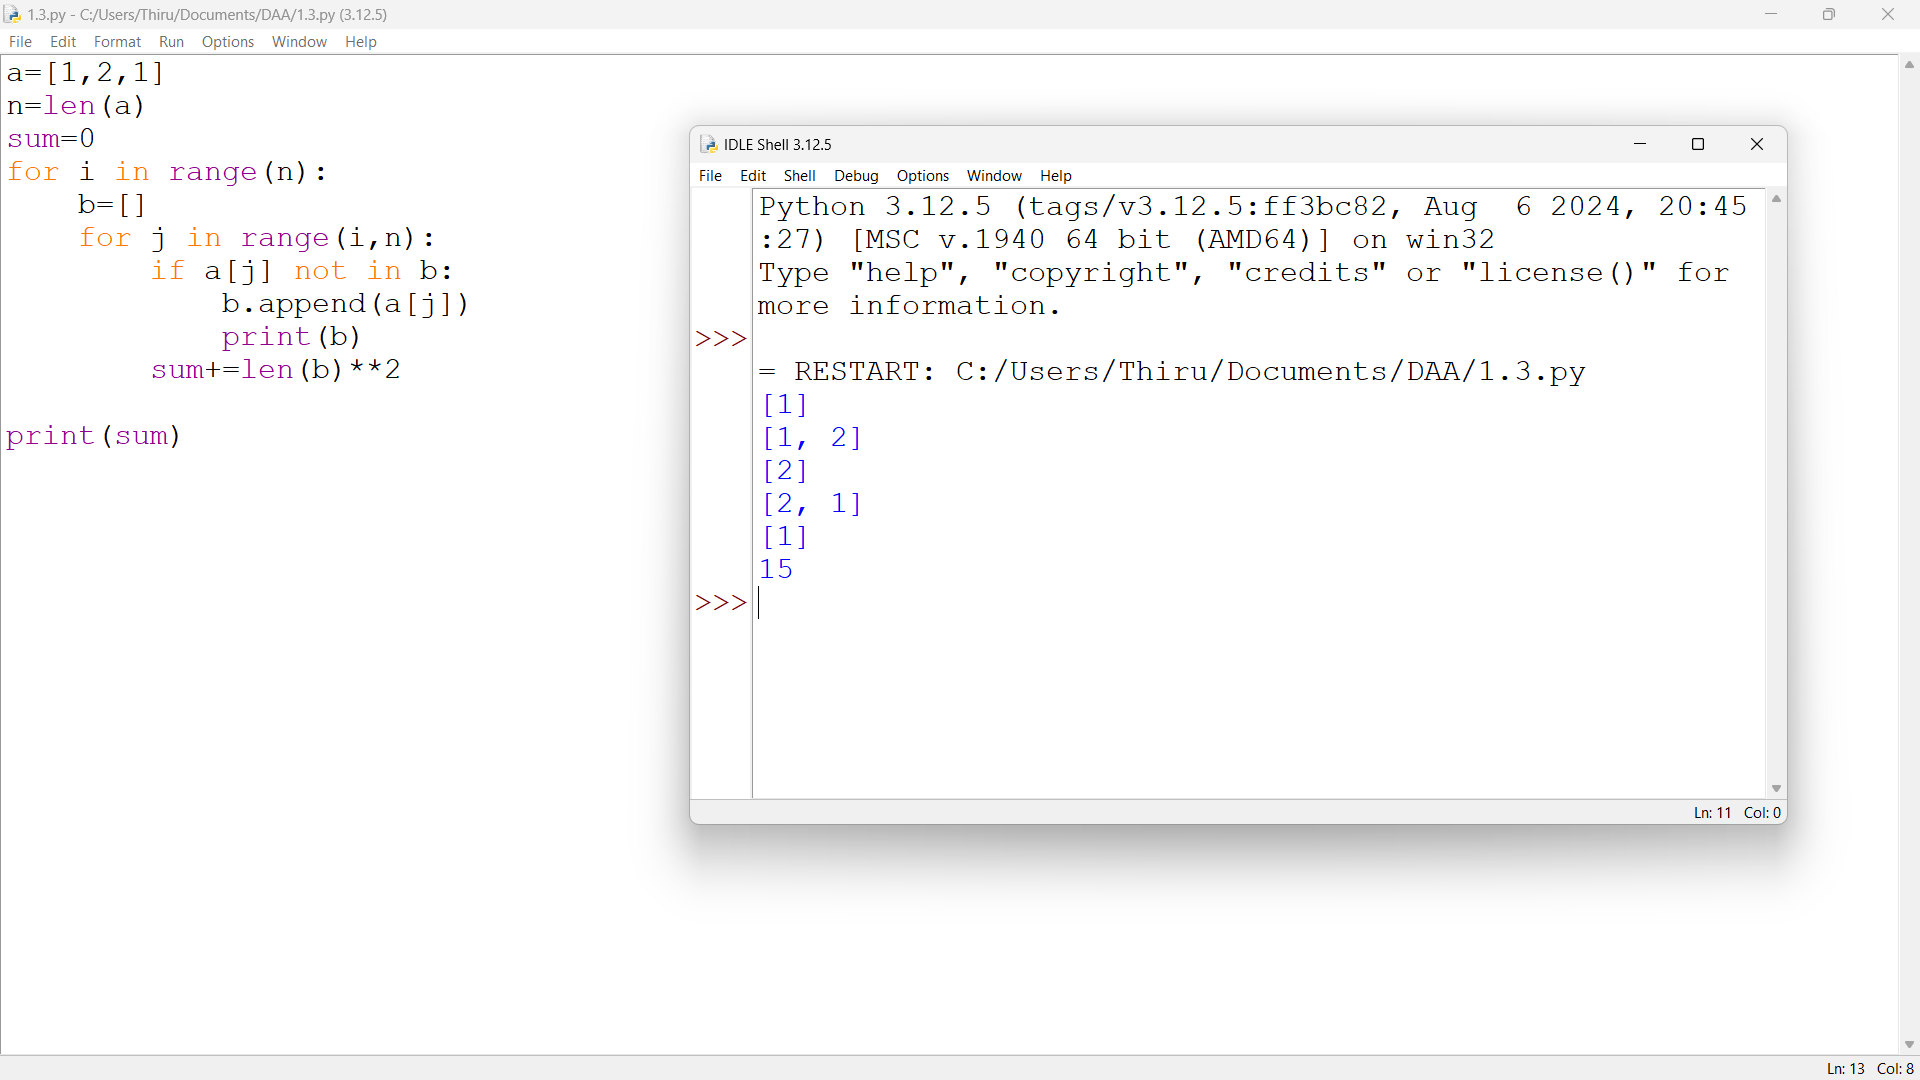 1.3.py - C:/Users/Thiru/Documents/DAA/1.3.py (3.12.5)
File Edit Format Run Options Window Help
a=[1,2,1]
n=len(a)
sum=0
for i in range(n):
    b=[]
    for j in range(i,n):
        if a[j] not in b:
            b.append(a[j])
            print(b)
        sum+=len(b)**2

print(sum)
IDLE Shell 3.12.5
File Edit Shell Debug Options Window Help
Python 3.12.5 (tags/v3.12.5:ff3bc82, Aug  6 2024, 20:45
:27) [MSC v.1940 64 bit (AMD64)] on win32
Type "help", "copyright", "credits" or "license()" for
more information.
>>>
= RESTART: C:/Users/Thiru/Documents/DAA/1.3.py
[1]
[1, 2]
[2]
[2, 1]
[1]
15
>>>
Ln: 11 Col: 0
Ln: 13 Col: 8